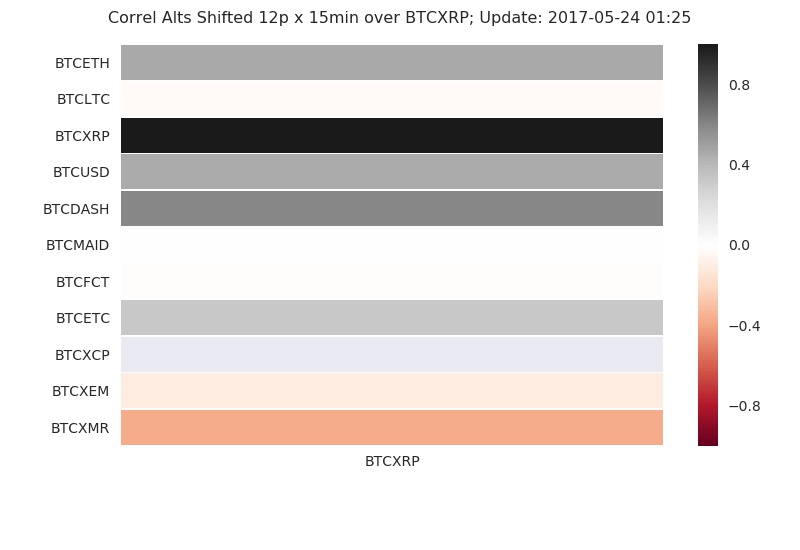 Correl Alts Shifted 12p x 15min over BTCXRP; Update: 2017-05-24 01:25
BTCETH
BTCLTC
BTCXRP
BTCUSD
BTCDASH
BTCMAID
BTCFCT
BTCETC
BTCXCP
BTCXEM
BTCXMR
BTCXRP
0.8
0.4
0.0
−0.4
−0.8